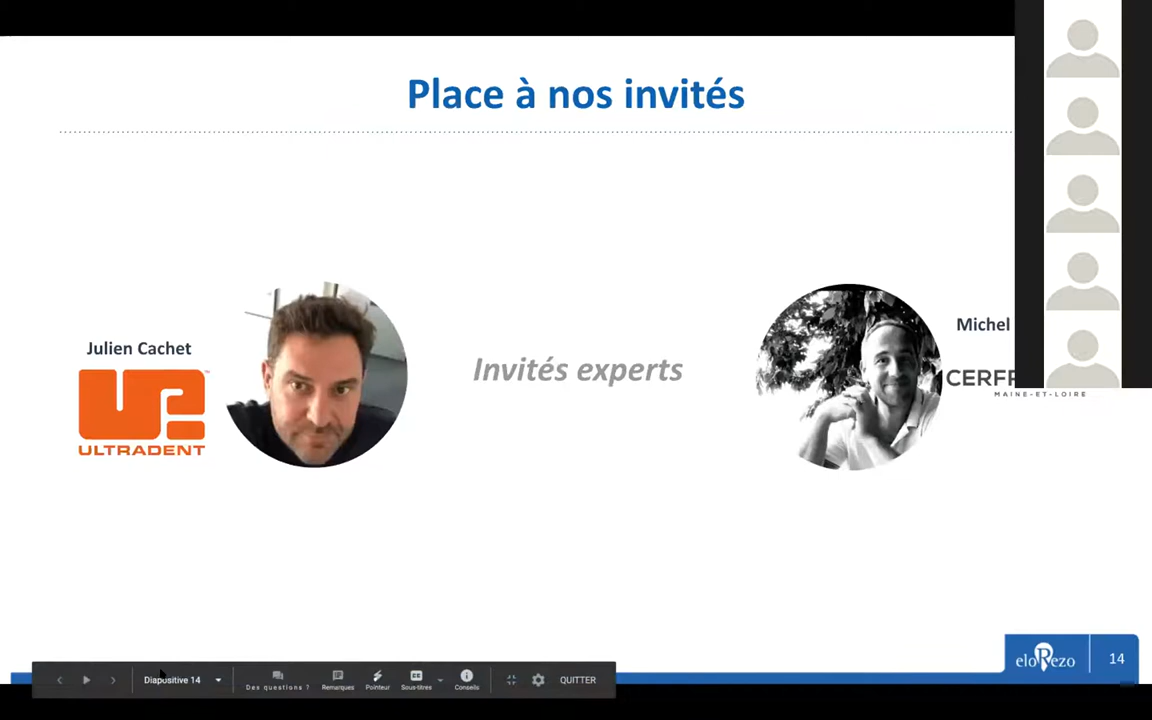 Place à nos invités
Julien Cachet
ULTRADENT
Invités experts
Michel
MAINE-ET-LOIRE
eloRezo
14
Diapositive 14
Des questions ?
Remarques
Pointeur
Sous-titres
Conseils
QUITTER